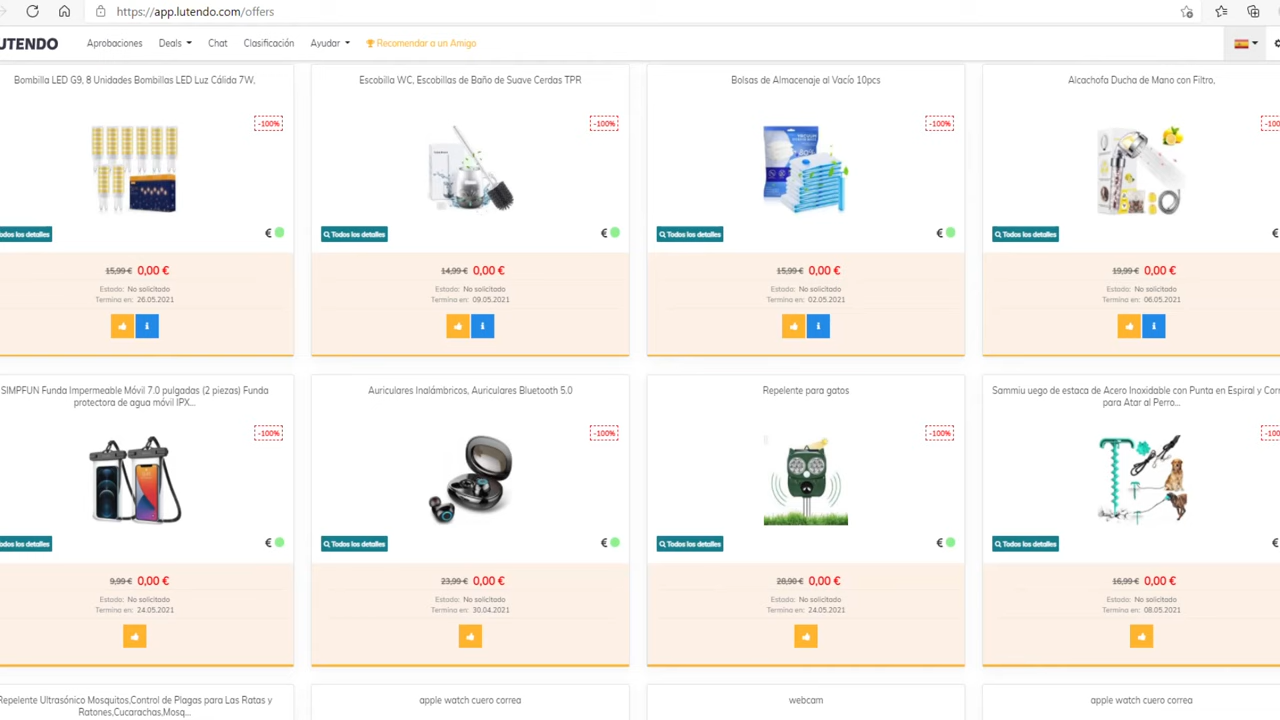 https://app.lutendo.com/offers
UTENDO Aprobaciones Deals Chat Clasificación Ayudar Recomendar a un Amigo
Bombilla LED G9, 8 Unidades Bombillas LED Luz Cálida 7W,
-100%
odos los detalles €
15,99 € 0,00 €
Estado: No solicitado
Termina en: 26.05.2021
Escobilla WC, Escobillas de Baño de Suave Cerdas TPR
-100%
Todos los detalles €
14,99 € 0,00 €
Estado: No solicitado
Termina en: 09.05.2021
Bolsas de Almacenaje al Vacío 10pcs
-100%
Todos los detalles €
15,99 € 0,00 €
Estado: No solicitado
Termina en: 02.05.2021
Alcachofa Ducha de Mano con Filtro,
-100
Todos los detalles €
19,99 € 0,00 €
Estado: No solicitado
Termina en: 06.05.2021
SIMPFUN Funda Impermeable Móvil 7.0 pulgadas (2 piezas) Funda
protectora de agua móvil IPX...
-100%
odos los detalles €
9,99 € 0,00 €
Estado: No solicitado
Termina en: 24.05.2021
Auriculares Inalámbricos, Auriculares Bluetooth 5.0
-100%
Todos los detalles €
23,99 € 0,00 €
Estado: No solicitado
Termina en: 30.04.2021
Repelente para gatos
-100%
Todos los detalles €
28,90 € 0,00 €
Estado: No solicitado
Termina en: 24.05.2021
Sammiu uego de estaca de Acero Inoxidable con Punta en Espiral y Corr
para Atar al Perro...
-100
Todos los detalles €
16,99 € 0,00 €
Estado: No solicitado
Termina en: 08.05.2021
Repelente Ultrasónico Mosquitos,Control de Plagas para Las Ratas y
Ratones,Cucarachas,Mosq...
apple watch cuero correa
webcam
apple watch cuero correa